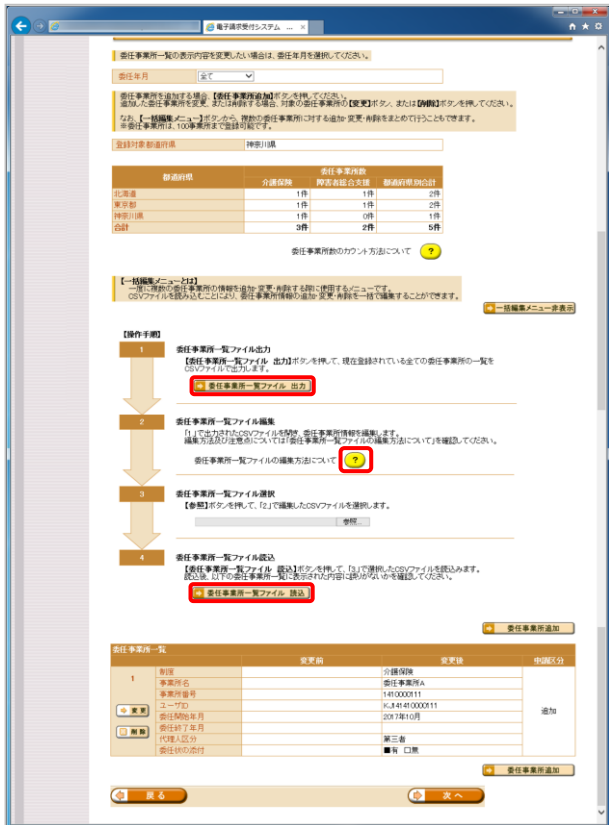 電子請求受付システム ... ×
委任事業所一覧の表示内容を変更したい場合は、委任年月を選択してください。
委任年月 全て
委任事業所を追加する場合、【委任事業所追加】ボタンを押してください。
追加した委任事業所を変更、または削除する場合、対象の委任事業所の【変更】ボタン、または【削除】ボタンを押してください。
なお、【一括編集メニュー】ボタンから、複数の委任事業所に対する追加・変更・削除をまとめて行うこともできます。
※委任事業所は、100事業所まで登録可能です。
登録対象都道府県 神奈川県
都道府県 委任事業所数
介護保険 障害者総合支援 都道府県別合計
北海道 1件 1件 2件
東京都 1件 1件 2件
神奈川県 1件 0件 1件
合計 3件 2件 5件
委任事業所数のカウント方法について ?
【一括編集メニューとは】
一度に複数の委任事業所の情報を追加・変更・削除する際に使用するメニューです。
CSVファイルを読み込むことにより、委任事業所情報の追加・変更・削除を一括で編集することができます。
一括編集メニュー非表示
【操作手順】
1 委任事業所一覧ファイル出力
【委任事業所一覧ファイル 出力】ボタンを押して、現在登録されている全ての委任事業所の一覧を
CSVファイルで出力します。
委任事業所一覧ファイル 出力
2 委任事業所一覧ファイル編集
「1」で出力されたCSVファイルを開き、委任事業所情報を編集します。
編集方法及び注意点については「委任事業所一覧ファイルの編集方法について」を確認してください。
委任事業所一覧ファイルの編集方法について ?
3 委任事業所一覧ファイル選択
【参照】ボタンを押して、「2」で編集したCSVファイルを選択します。
参照...
4 委任事業所一覧ファイル読込
【委任事業所一覧ファイル 読込】ボタンを押して、「3」で選択したCSVファイルを読込みます。
読込後、以下の委任事業所一覧に表示された内容に誤りがないかを確認してください。
委任事業所一覧ファイル 読込
委任事業所追加
委任事業所一覧
変更前 変更後 申請区分
1 制度 介護保険 追加
事業所名 委任事業所A
事業所番号 1410000111
変更 ユーザID KJ141410000111
委任開始年月 2017年10月
削除 委任終了年月
代理人区分 第三者
委任状の添付 ■有 □無
委任事業所追加
戻る 次へ